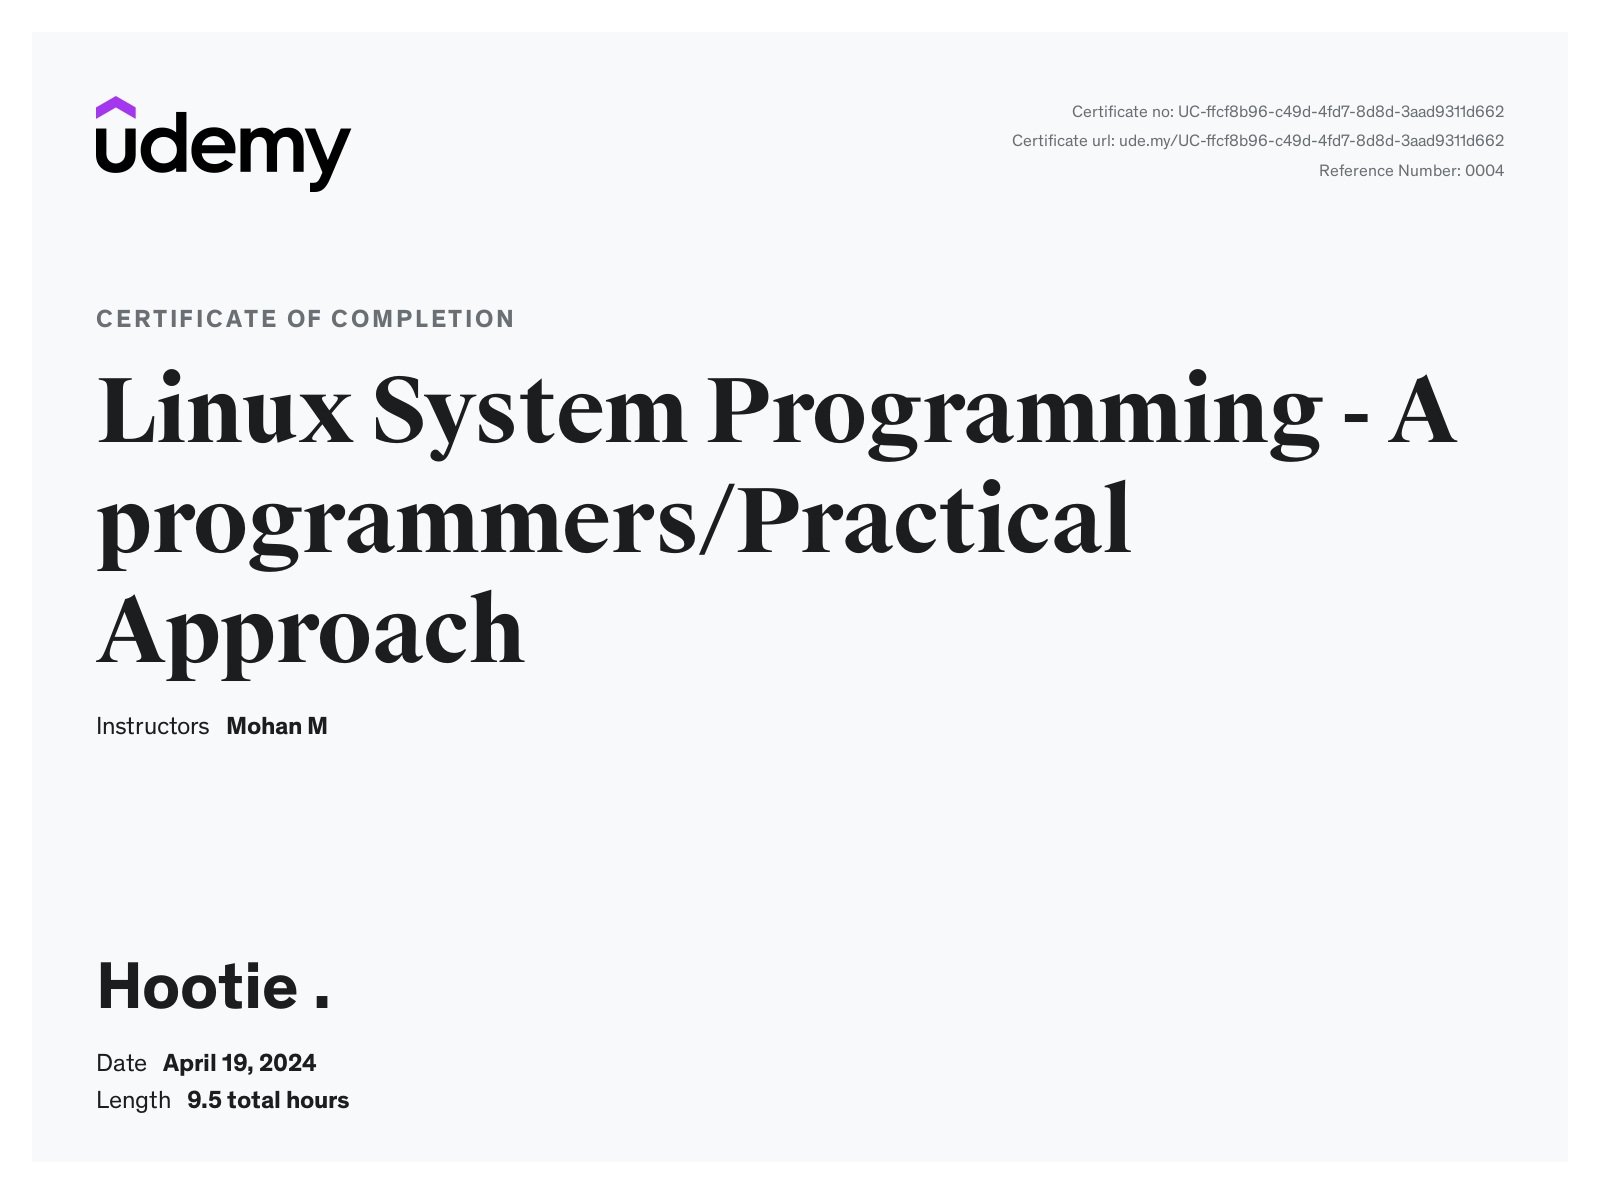 udemy
Certificate no: UC-ffcf8b96-c49d-4fd7-8d8d-3aad9311d662
Certificate url: ude.my/UC-ffcf8b96-c49d-4fd7-8d8d-3aad9311d662
Reference Number: 0004
CERTIFICATE OF COMPLETION
Linux System Programming - A
programmers/Practical
Approach
Instructors Mohan M
Hootie .
Date April 19, 2024
Length 9.5 total hours